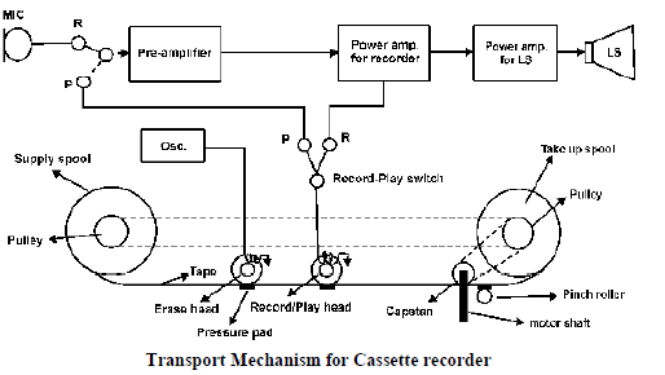 MIC
R
Pre-amplifier
Power amp.
for recorder
Power amp.
for LS
LS
P
Osc.
P
R
Record-Play switch
Supply spool
Take up spool
Pulley
Pulley
Tape
Erase head
Record/Play head
Capstan
Pinch roller
Pressure pad
motor shaft
Transport Mechanism for Cassette recorder